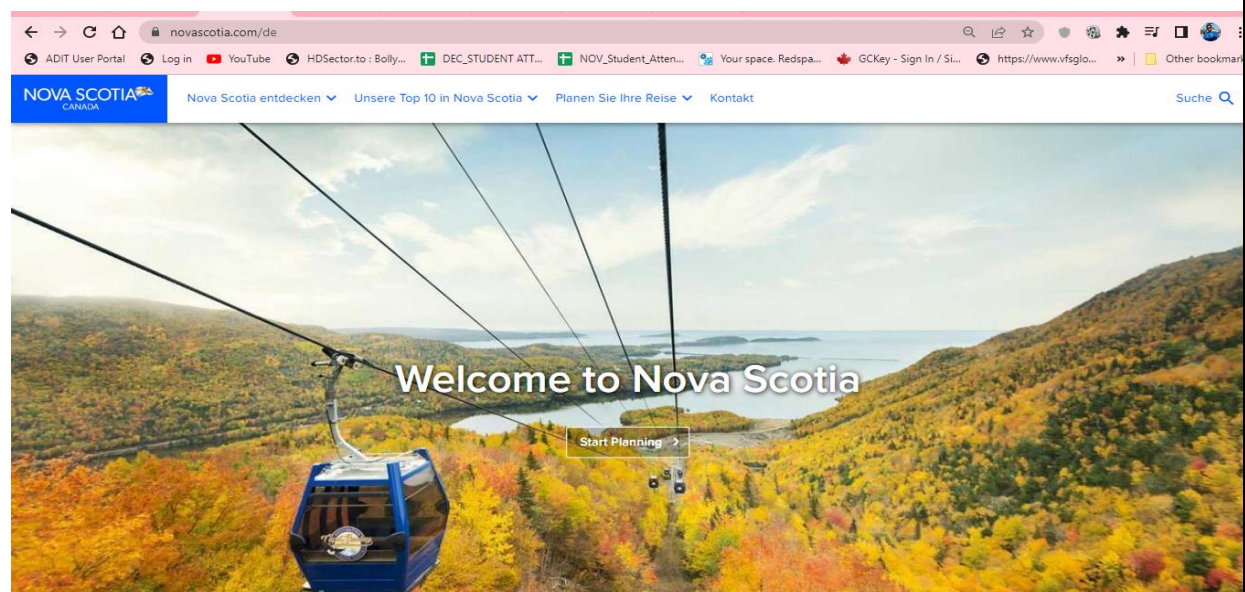 novascotia.com/de
ADIT User Portal Log in YouTube HDSector.to : Bolly... DEC_STUDENT ATT... NOV_Student_Atten... Your space. Redspa... GCKey - Sign In / Si... https://www.vfsglo... » Other bookmark
NOVA SCOTIA
CANADA
Nova Scotia entdecken Unsere Top 10 in Nova Scotia Planen Sie Ihre Reise Kontakt Suche
Welcome to Nova Scotia
Start Planning >